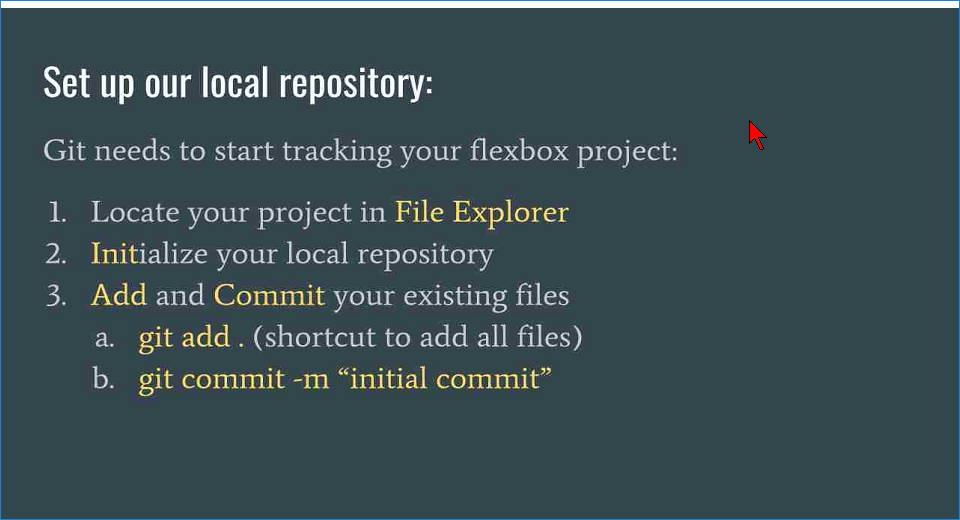 Set up our local repository:
Git needs to start tracking your flexbox project:
1. Locate your project in File Explorer
2. Initialize your local repository
3. Add and Commit your existing files
a. git add . (shortcut to add all files)
b. git commit -m “initial commit”